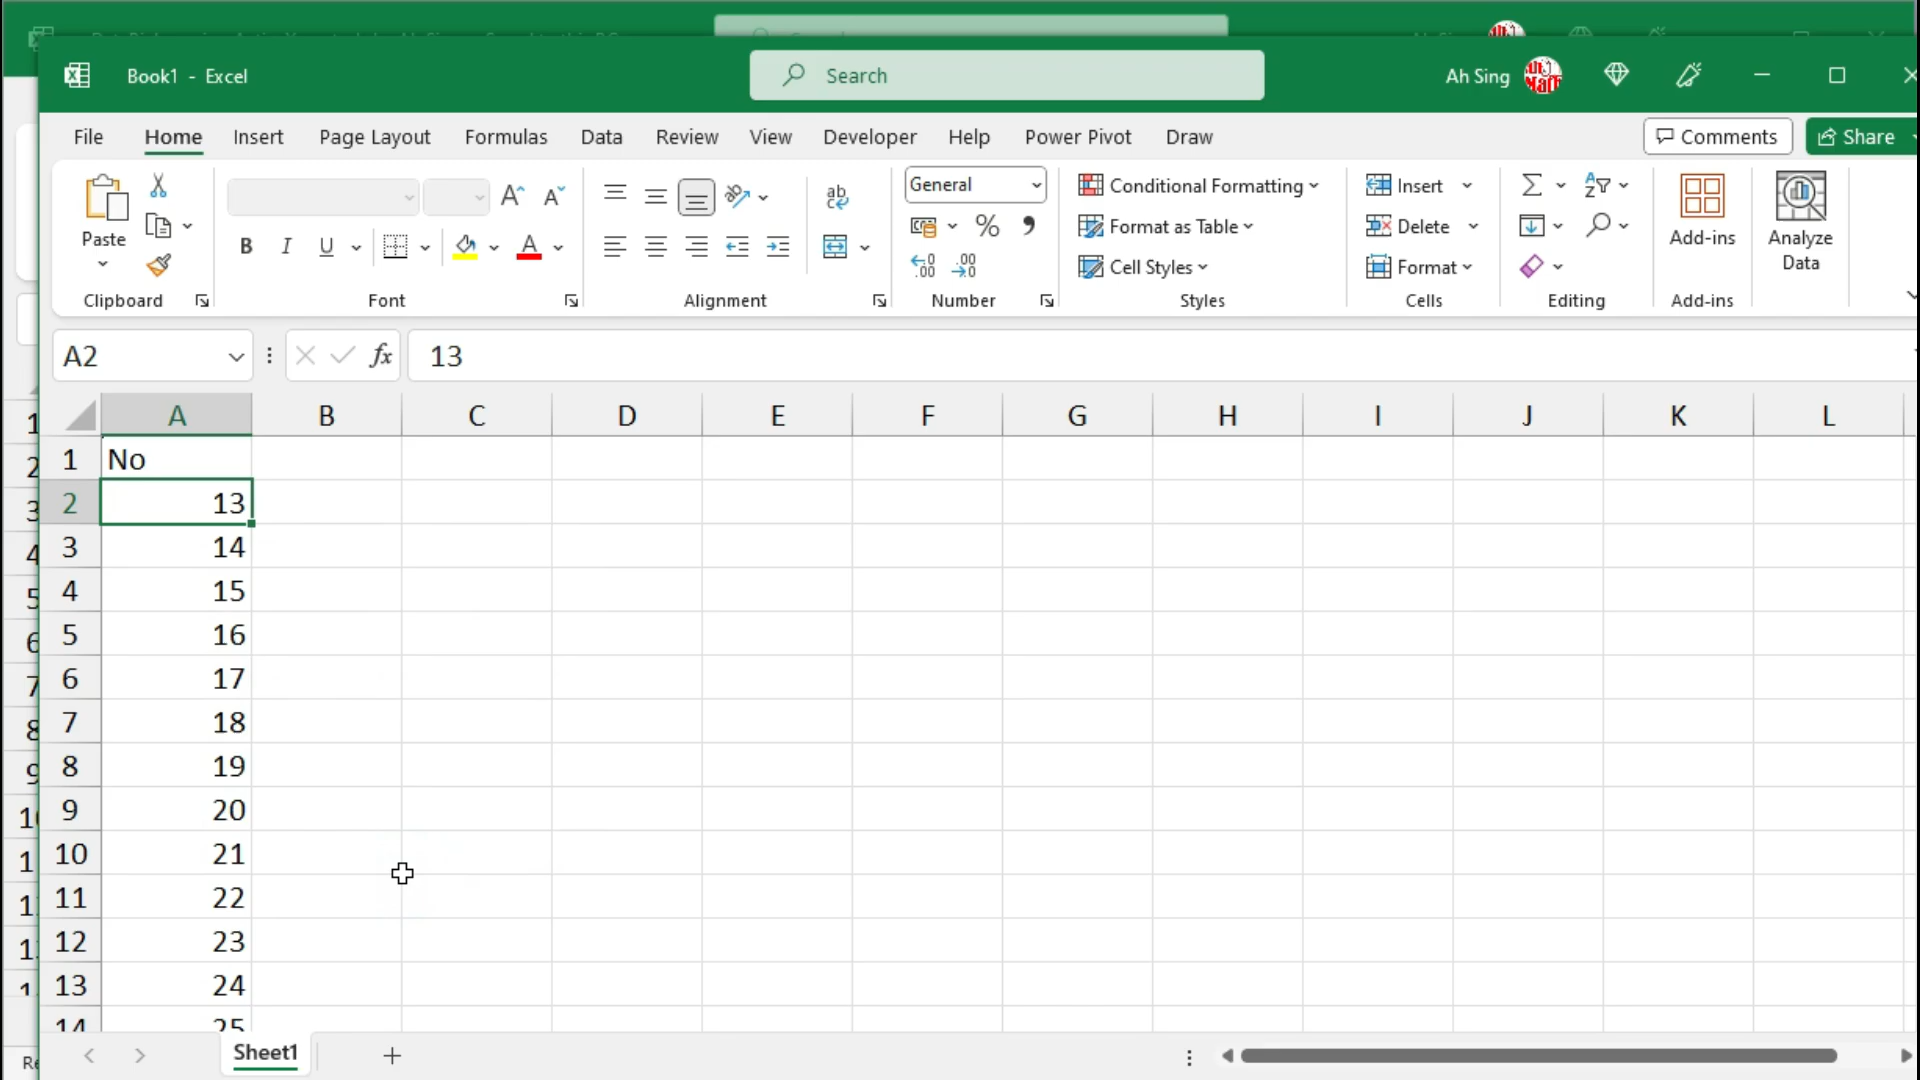 Book1 - Excel
Search
Ah Sing
File Home Insert Page Layout Formulas Data Review View Developer Help Power Pivot Draw
Comments
Share
Paste
Clipboard
B I U
A A
A
Font
ab
Alignment
General
% ,
Number
Conditional Formatting
Format as Table
Cell Styles
Styles
Insert
Delete
Format
Cells
Editing
Add-ins
Add-ins
Analyze
Data
A2
fx
13
A B C D E F G H I J K L
1 No
2 13
3 14
4 15
5 16
6 17
7 18
8 19
9 20
10 21
11 22
12 23
13 24
14 25
Sheet1